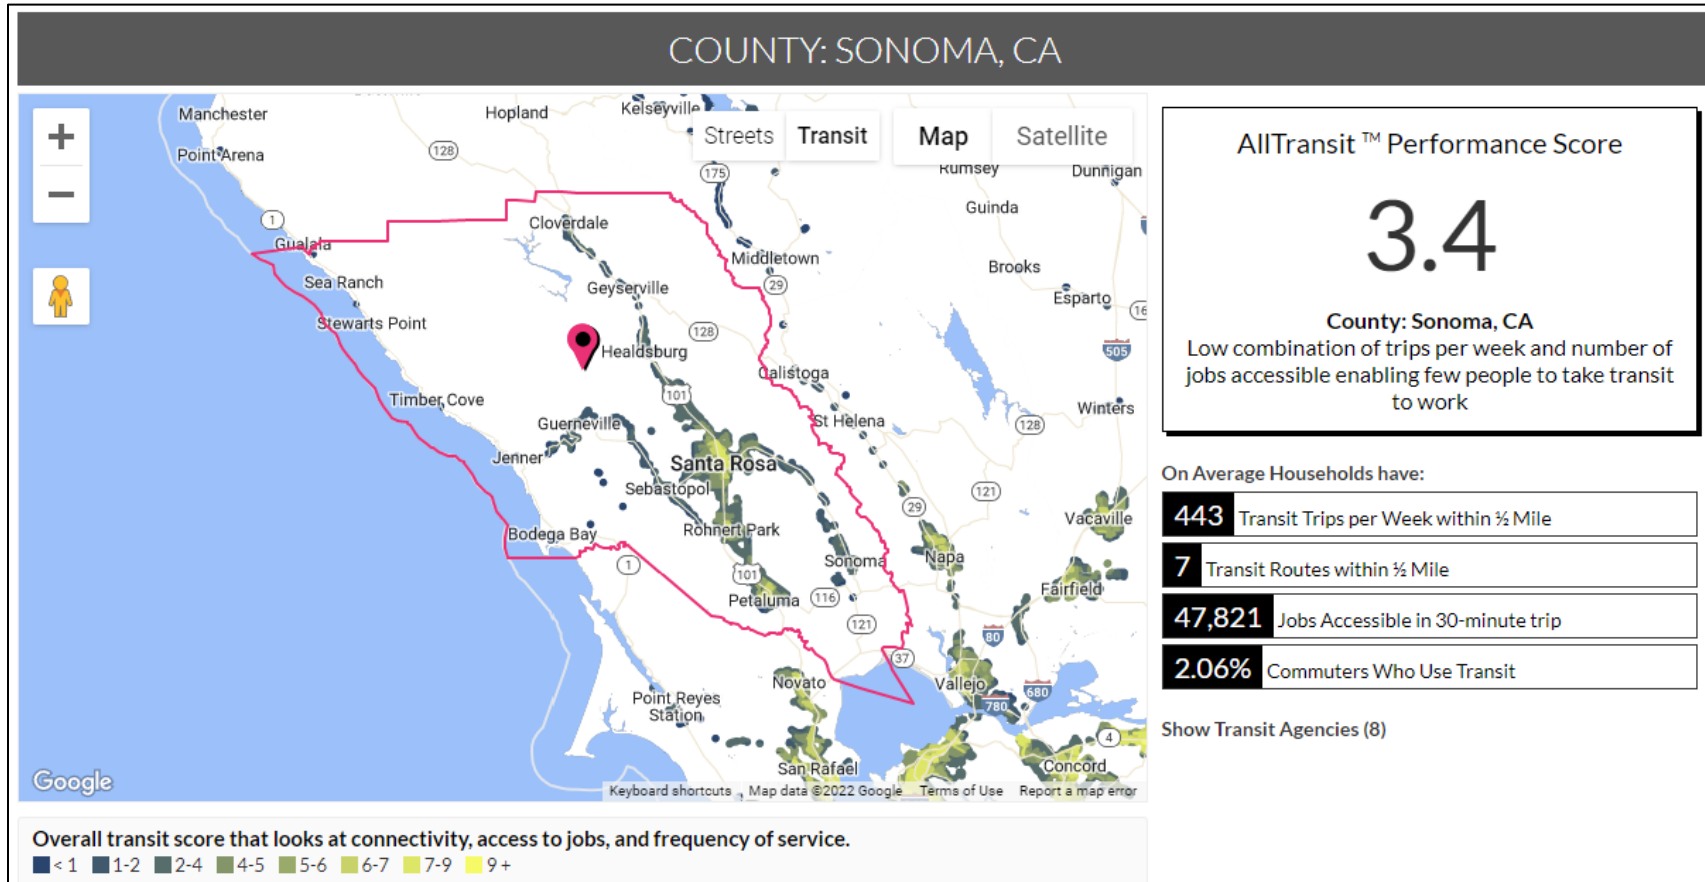 COUNTY: SONOMA, CA
Manchester
Hopland
Kelseyville
Streets
Transit
Map
Satellite
+
−
Point Arena
128
175
Rumsey
Dunnigan
Guinda
1
Cloverdale
Gualala
Middletown
Brooks
Sea Ranch
Geyserville
29
Esparto
16
Stewarts Point
128
505
Healdsburg
Calistoga
Timber Cove
101
Winters
Guerneville
St Helena
128
Jenner
Santa Rosa
Sebastopol
121
29
Vacaville
Bodega Bay
Rohnert Park
1
Sonoma
Napa
101
Fairfield
Petaluma
116
121
80
37
Novato
Vallejo
680
Point Reyes
Station
780
4
San Rafael
Concord
Google
Keyboard shortcuts
Map data ©2022 Google
Terms of Use
Report a map error
Overall transit score that looks at connectivity, access to jobs, and frequency of service.
< 1 1-2 2-4 4-5 5-6 6-7 7-9 9 +
AllTransit ™ Performance Score
3.4
County: Sonoma, CA
Low combination of trips per week and number of
jobs accessible enabling few people to take transit
to work
On Average Households have:
443 Transit Trips per Week within ½ Mile
7 Transit Routes within ½ Mile
47,821 Jobs Accessible in 30-minute trip
2.06% Commuters Who Use Transit
Show Transit Agencies (8)